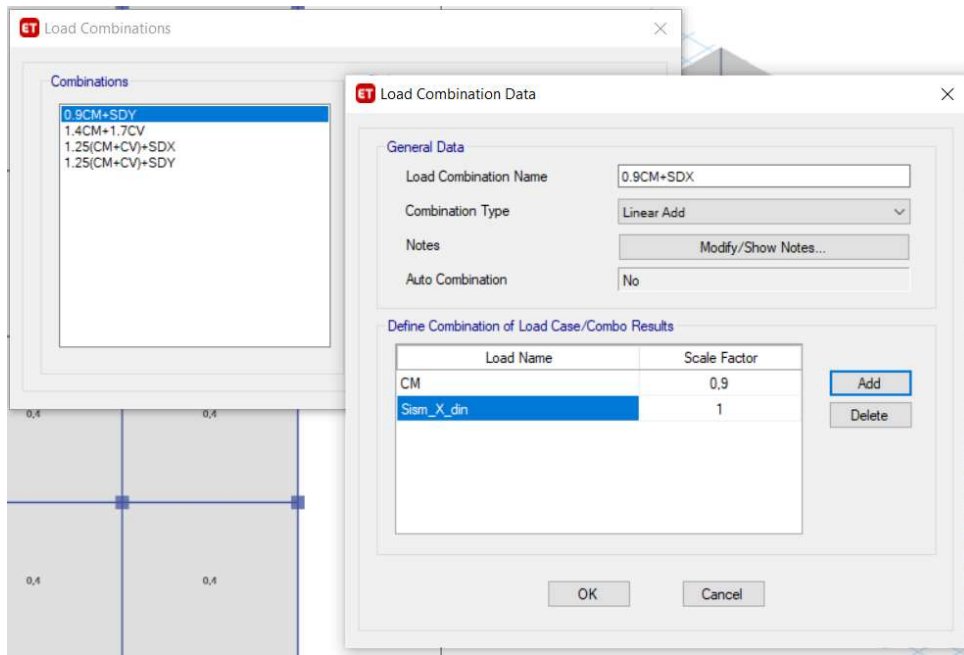 ET Load Combinations
Combinations
0.9CM+SDY
1.4CM+1.7CV
1.25(CM+CV)+SDX
1.25(CM+CV)+SDY
ET Load Combination Data
General Data
Load Combination Name 0.9CM+SDX
Combination Type Linear Add
Notes Modify/Show Notes...
Auto Combination No
Define Combination of Load Case/Combo Results
Load Name Scale Factor
CM 0,9 Add
Sism_X_din 1 Delete
OK Cancel
0,4 0,4
0,4 0,4